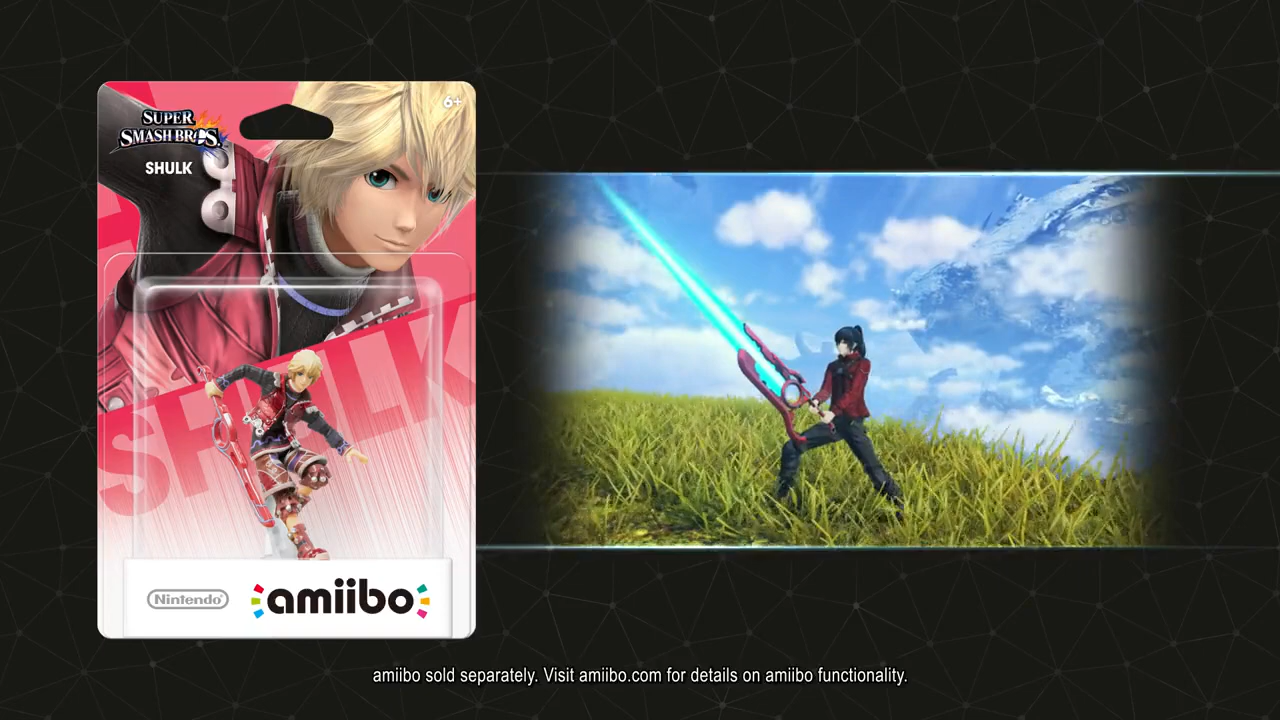 SUPER
SMASH BROS.
SHULK
6+
SHULK
Nintendo
amiibo
amiibo sold separately. Visit amiibo.com for details on amiibo functionality.